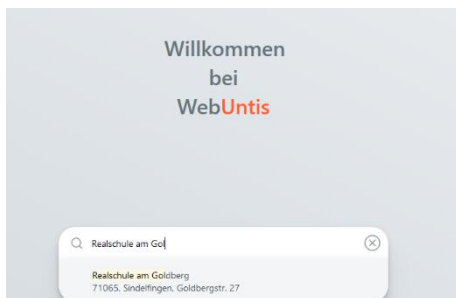 Willkommen
bei
WebUntis
Realschule am Gol
Realschule am Goldberg
71065, Sindelfingen, Goldbergstr. 27